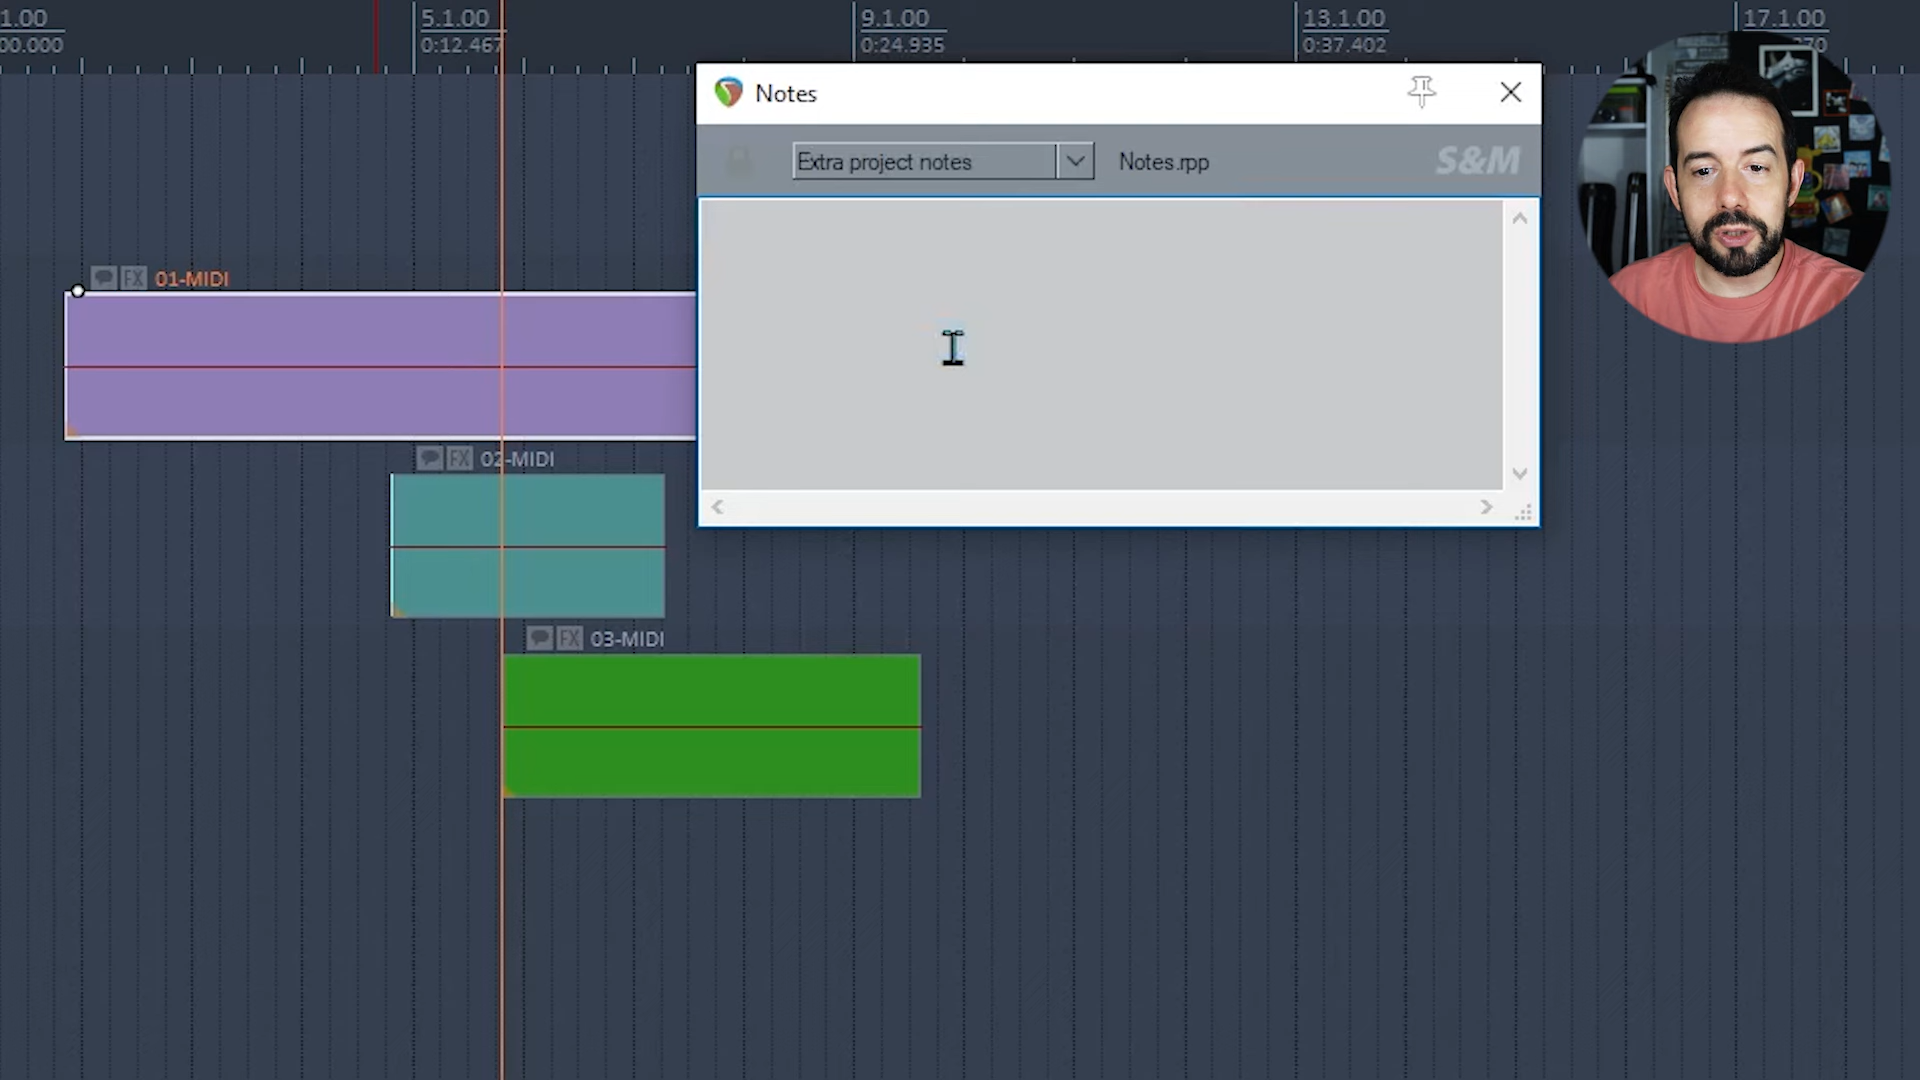 1.00
5.1.00
9.1.00
13.1.00
17.1.00
00.000
0:12.467
0:24.935
0:37.402
Notes
Extra project notes
Notes.rpp
S&M
FX 01-MIDI
FX 02-MIDI
FX 03-MIDI